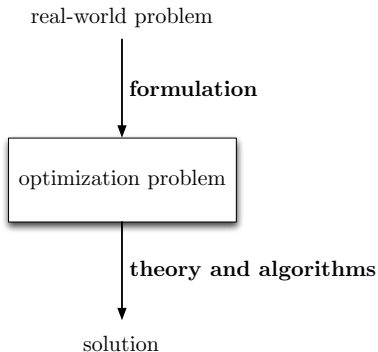 real-world problem
formulation
optimization problem
theory and algorithms
solution